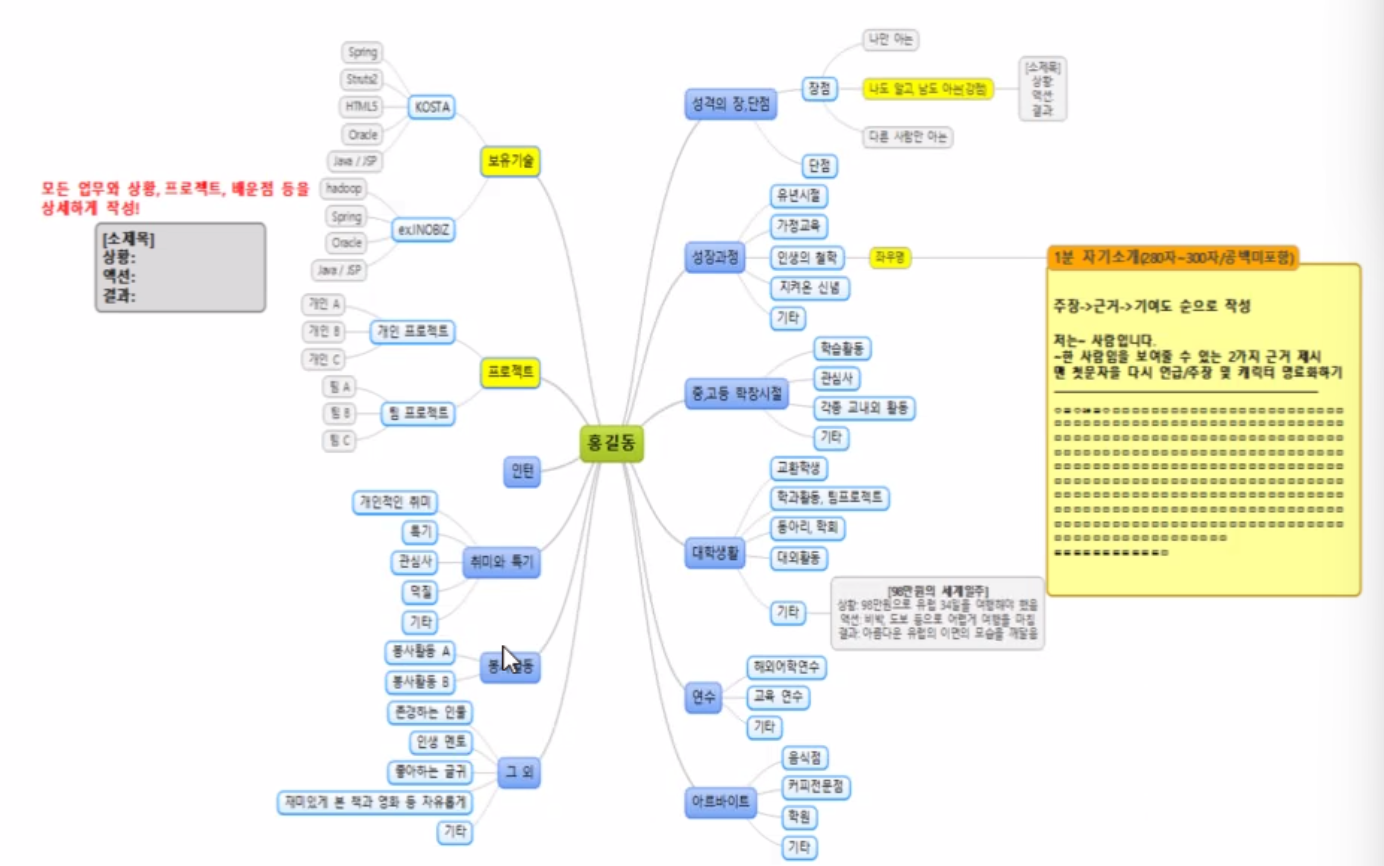 홍길동
보유기술
KOSTA
Spring
Struts2
HTML5
Oracle
Java / JSP
ex.INOBIZ
hadoop
Spring
Oracle
Java / JSP
모든 업무와 상황, 프로젝트, 배운점 등을
상세하게 작성!
[소제목]
상황:
액션:
결과:
프로젝트
개인 프로젝트
개인 A
개인 B
개인 C
팀 프로젝트
팀 A
팀 B
팀 C
인턴
취미와 특기
개인적인 취미
특기
관심사
악질
기타
봉사활동 A
봉사활동 B
그 외
존경하는 인물
인생 멘토
좋아하는 글귀
재미있게 본 책과 영화 등 자유롭게
기타
성격의 장,단점
장점
나만 아는
나도 알고, 남도 아는(강점)
[소제목]
상황:
액션:
결과:
다른 사람만 아는
단점
성장과정
유년시절
가정교육
인생의 철학
좌우명
지켜온 신념
기타
1분 자기소개(280자~300자/공백미포함)
주장->근거->기여도 순으로 작성
저는~ 사람입니다.
~한 사람임을 보여줄 수 있는 2가지 근거 제시
맨 첫문자을 다시 언급/주장 및 캐릭터 명료화하기
중,고등 학창시절
학습활동
관심사
각종 교내외 활동
기타
대학생활
교환학생
학과활동, 팀프로젝트
동아리, 학회
대외활동
기타
[98만원의 세계일주]
상황: 98만원으로 유럽 34일을 여행해야 했음
액션: 비박, 도보 등으로 어렵게 여행을 마침
결과: 아름다운 유럽의 이면의 모습을 깨달음
연수
해외어학연수
교육 연수
기타
아르바이트
음식점
커피전문점
학원
기타